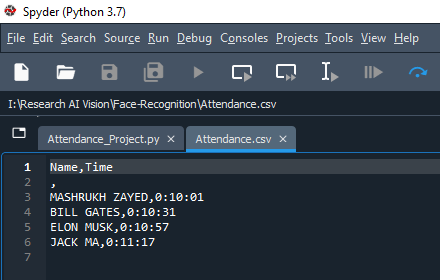 Spyder (Python 3.7)
File Edit Search Source Run Debug Consoles Projects Tools View Help
I:\Research AI Vision\Face-Recognition\Attendance.csv
Attendance_Project.py Attendance.csv
1 Name,Time
2 ,
3 MASHRUKH ZAYED,0:10:01
4 BILL GATES,0:10:31
5 ELON MUSK,0:10:57
6 JACK MA,0:11:17
7